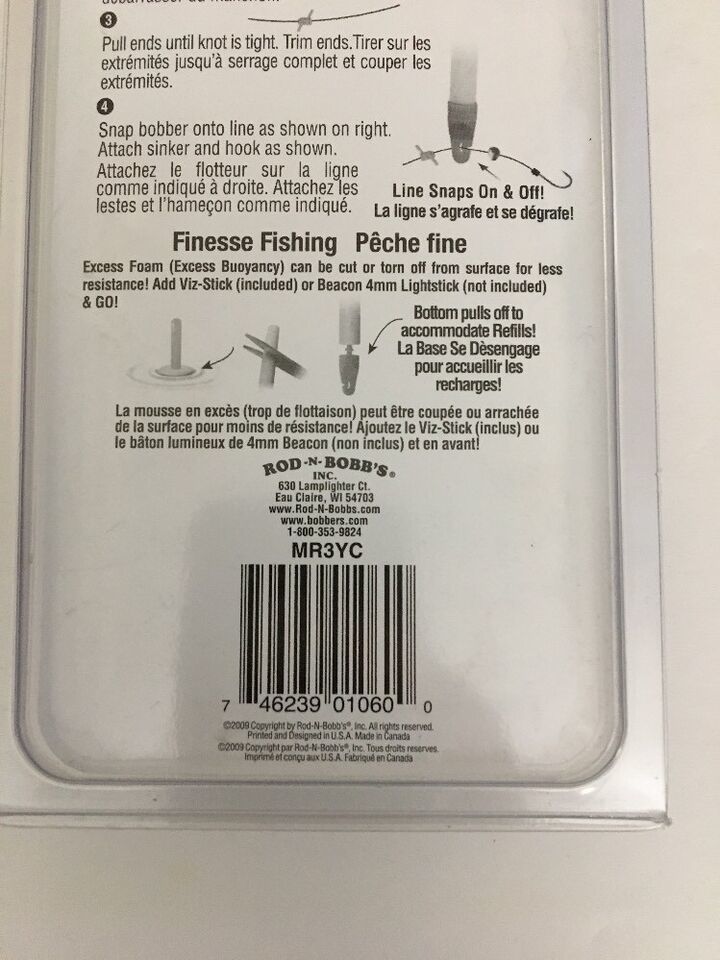 3
Pull ends until knot is tight. Trim ends.Tirer sur les
extrémités jusqu'à serrage complet et couper les
extrémités.
4
Snap bobber onto line as shown on right.
Attach sinker and hook as shown.
Attachez le flotteur sur la ligne
comme indiqué à droite. Attachez les
lestes et l'hameçon comme indiqué.
Line Snaps On & Off!
La ligne s'agrafe et se dégrafe!
Finesse Fishing Pêche fine
Excess Foam (Excess Buoyancy) can be cut or torn off from surface for less
resistance! Add Viz-Stick (included) or Beacon 4mm Lightstick (not included)
& GO!
Bottom pulls off to
accommodate Refills!
La Base Se Dèsengage
pour accueillir les
recharges!
La mousse en excès (trop de flottaison) peut être coupée ou arrachée
de la surface pour moins de résistance! Ajoutez le Viz-Stick (inclus) ou
le bâton lumineux de 4mm Beacon (non inclus) et en avant!
ROD-N-BOBB'S®
INC.
630 Lamplighter Ct.
Eau Claire, WI 54703
www.Rod-N-Bobbs.com
www.bobbers.com
1-800-353-9824
MR3YC
7 46239 01060 0
©2009 Copyright by Rod-N-Bobb's®, Inc. All rights reserved.
Printed and Designed in U.S.A. Made in Canada
©2009 Copyright par Rod-N-Bobb's®, Inc. Tous droits reserves.
Imprimé et conçu aux U.S.A. Fabriqué en Canada